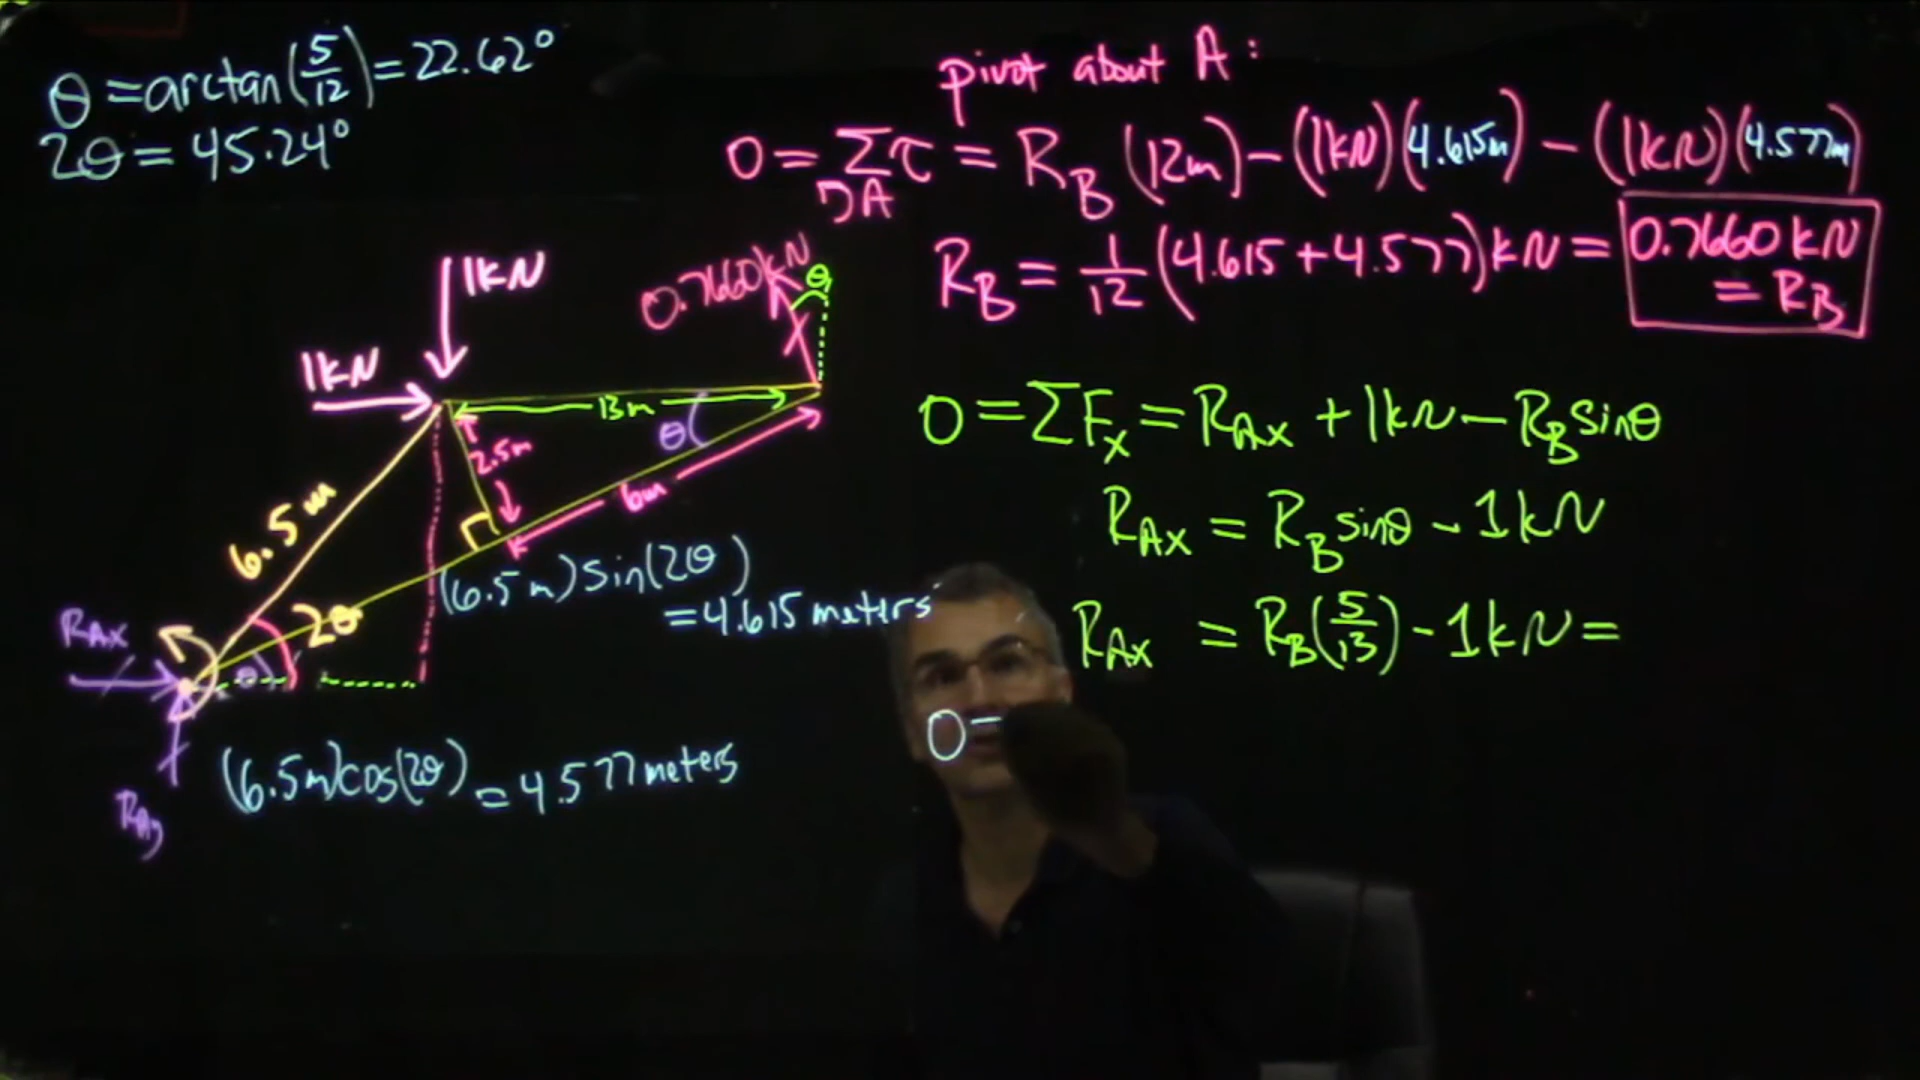 θ = arctan(5/12) = 22.62°
2θ = 45.24°
pivot about A:
0 = Σ τ = R_B (12m) - (1kN)(4.615m) - (1kN)(4.577m)
R_B = 1/12 (4.615 + 4.577) kN = 0.7660 kN
= R_B
1kN
0.7660 kN
θ
1kN
13m
θ
2.5m
6m
6.5 m
(6.5 m) sin(2θ)
= 4.615 meters
R_Ax
2θ
θ
R_Ay
(6.5m) cos(2θ) = 4.577 meters
0 = ΣF_x = R_Ax + 1kN - R_B sinθ
R_Ax = R_B sinθ - 1kN
R_Ax = R_B (5/13) - 1kN =
0 =